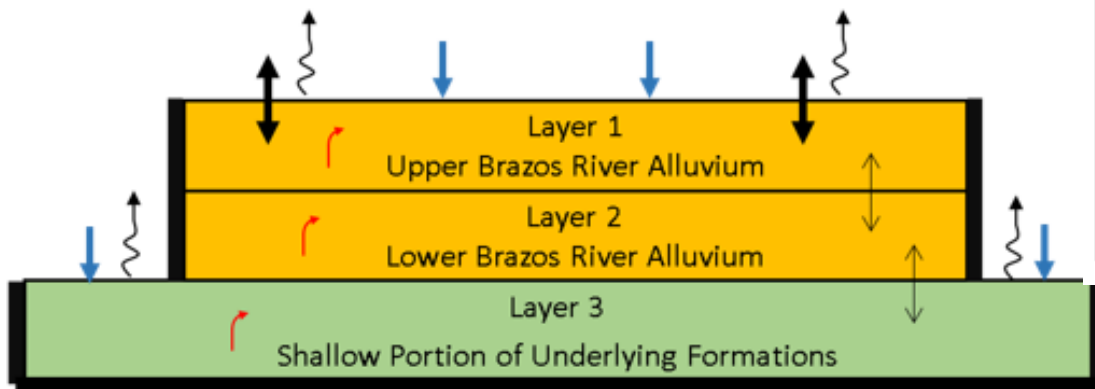 Layer 1
Upper Brazos River Alluvium
Layer 2
Lower Brazos River Alluvium
Layer 3
Shallow Portion of Underlying Formations